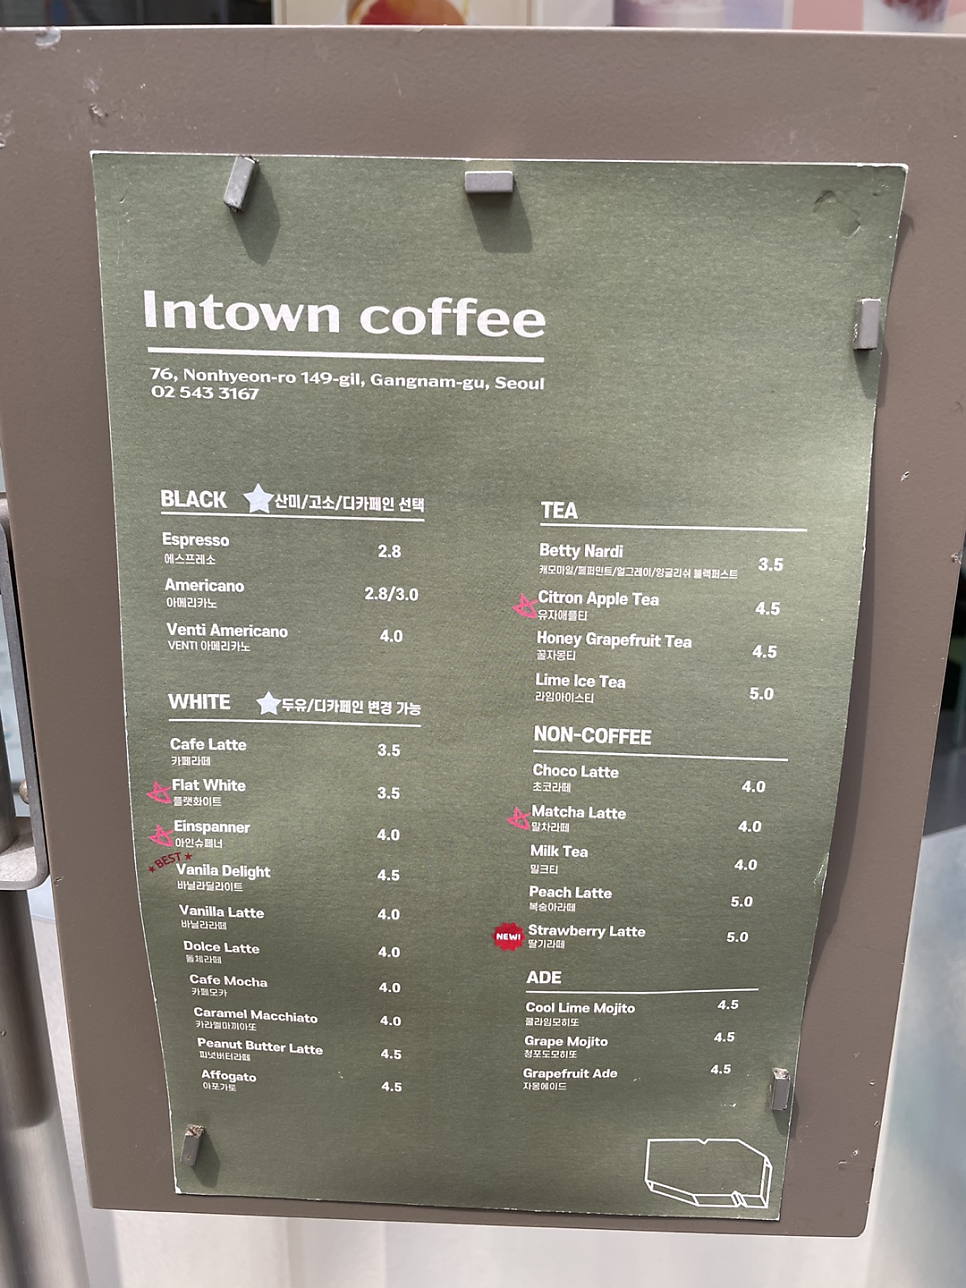 Intown coffee
76, Nonhyeon-ro 149-gil, Gangnam-gu, Seoul
02 543 3167
BLACK 산미/고소/디카페인 선택
Espresso 2.8
에스프레소
Americano 2.8/3.0
아메리카노
Venti Americano 4.0
VENTI 아메리카노
WHITE 두유/디카페인 변경 가능
Cafe Latte 3.5
카페라떼
Flat White 3.5
플랫화이트
Einspanner 4.0
아인슈페너
BEST
Vanila Delight 4.5
바닐라딜라이트
Vanilla Latte 4.0
바닐라라떼
Dolce Latte 4.0
돌체라떼
Cafe Mocha 4.0
카페모카
Caramel Macchiato 4.0
카라멜마끼아또
Peanut Butter Latte 4.5
피넛버터라떼
Affogato 4.5
아포가토
TEA
Betty Nardi 3.5
캐모마일/페퍼민트/얼그레이/잉글리쉬 블랙퍼스트
Citron Apple Tea 4.5
유자애플티
Honey Grapefruit Tea 4.5
꿀자몽티
Lime Ice Tea 5.0
라임아이스티
NON-COFFEE
Choco Latte 4.0
초코라떼
Matcha Latte 4.0
말차라떼
Milk Tea 4.0
밀크티
Peach Latte 5.0
복숭아라떼
NEW! Strawberry Latte 5.0
딸기라떼
ADE
Cool Lime Mojito 4.5
쿨라임모히또
Grape Mojito 4.5
청포도모히또
Grapefruit Ade 4.5
자몽에이드